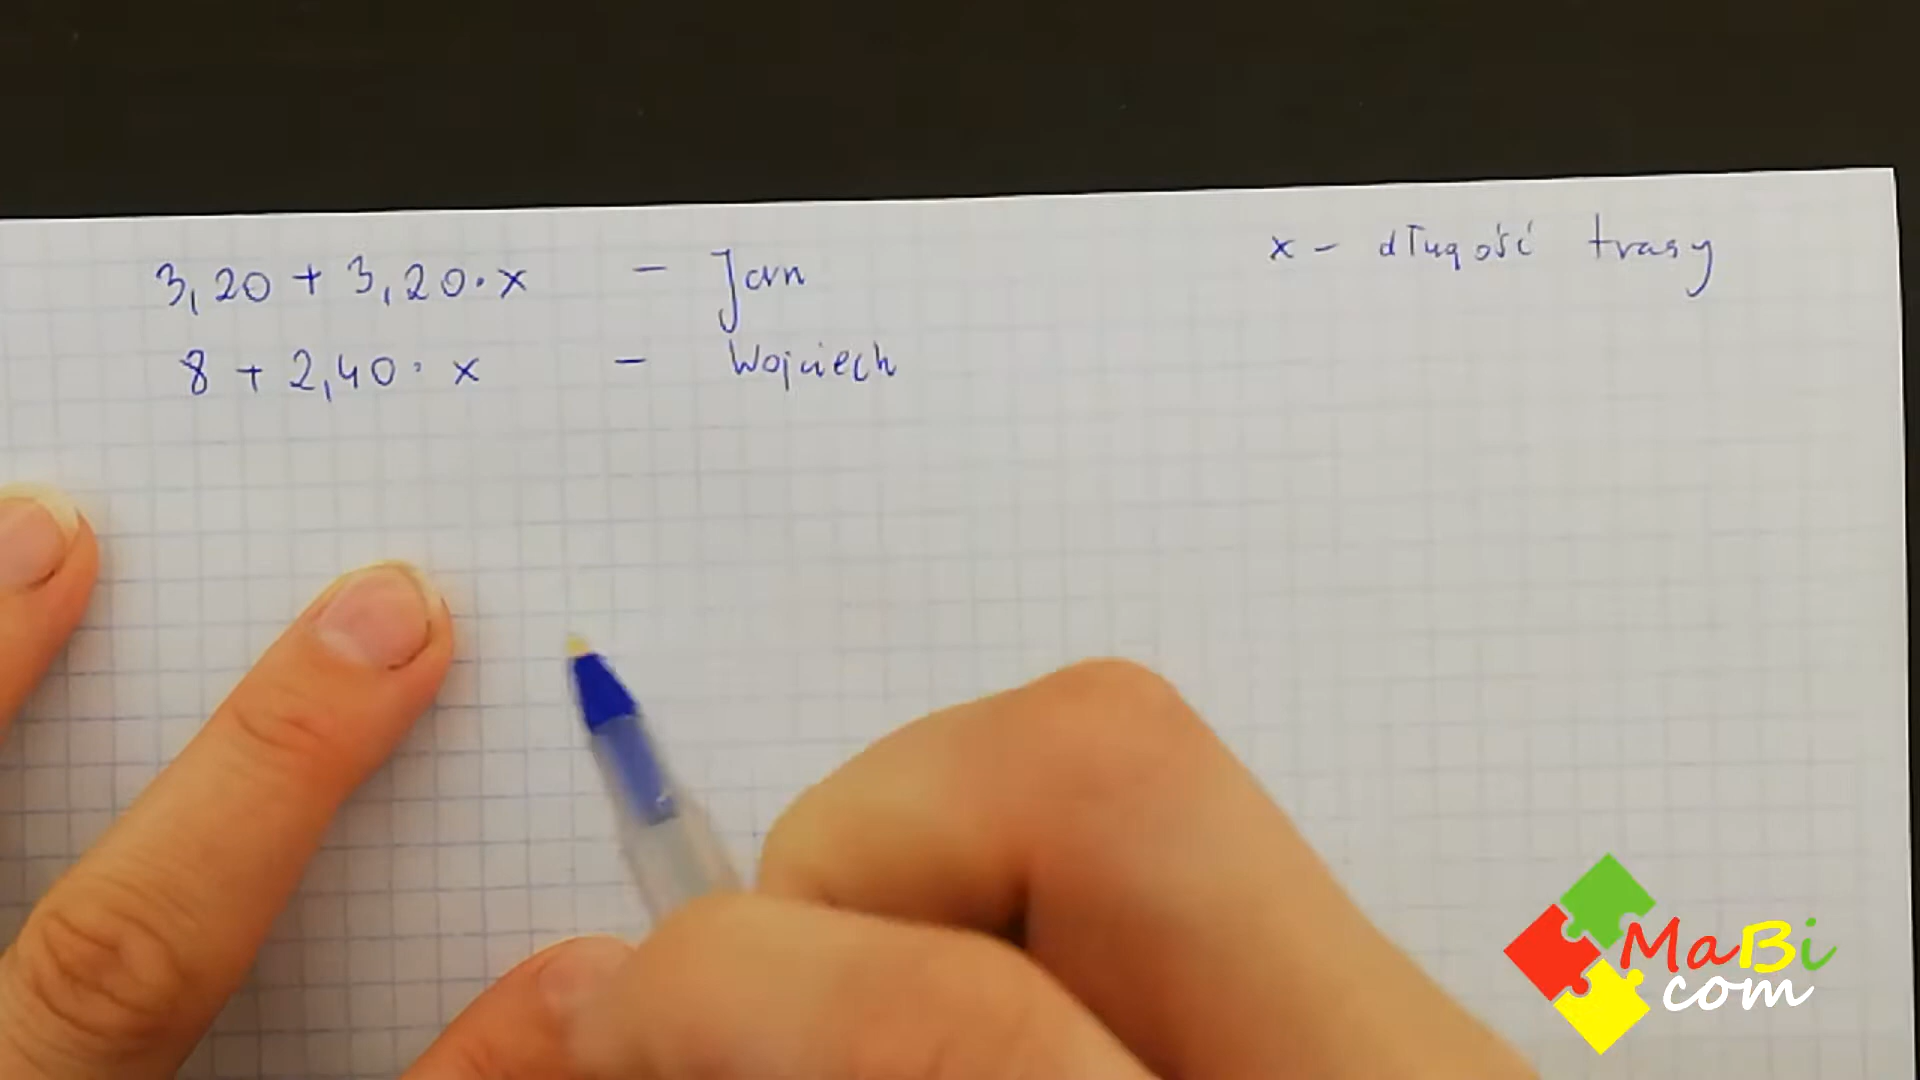 3,20 + 3,20 · x - Jan
x - długość trasy
8 + 2,40 · x - Wojciech
MaBi
com